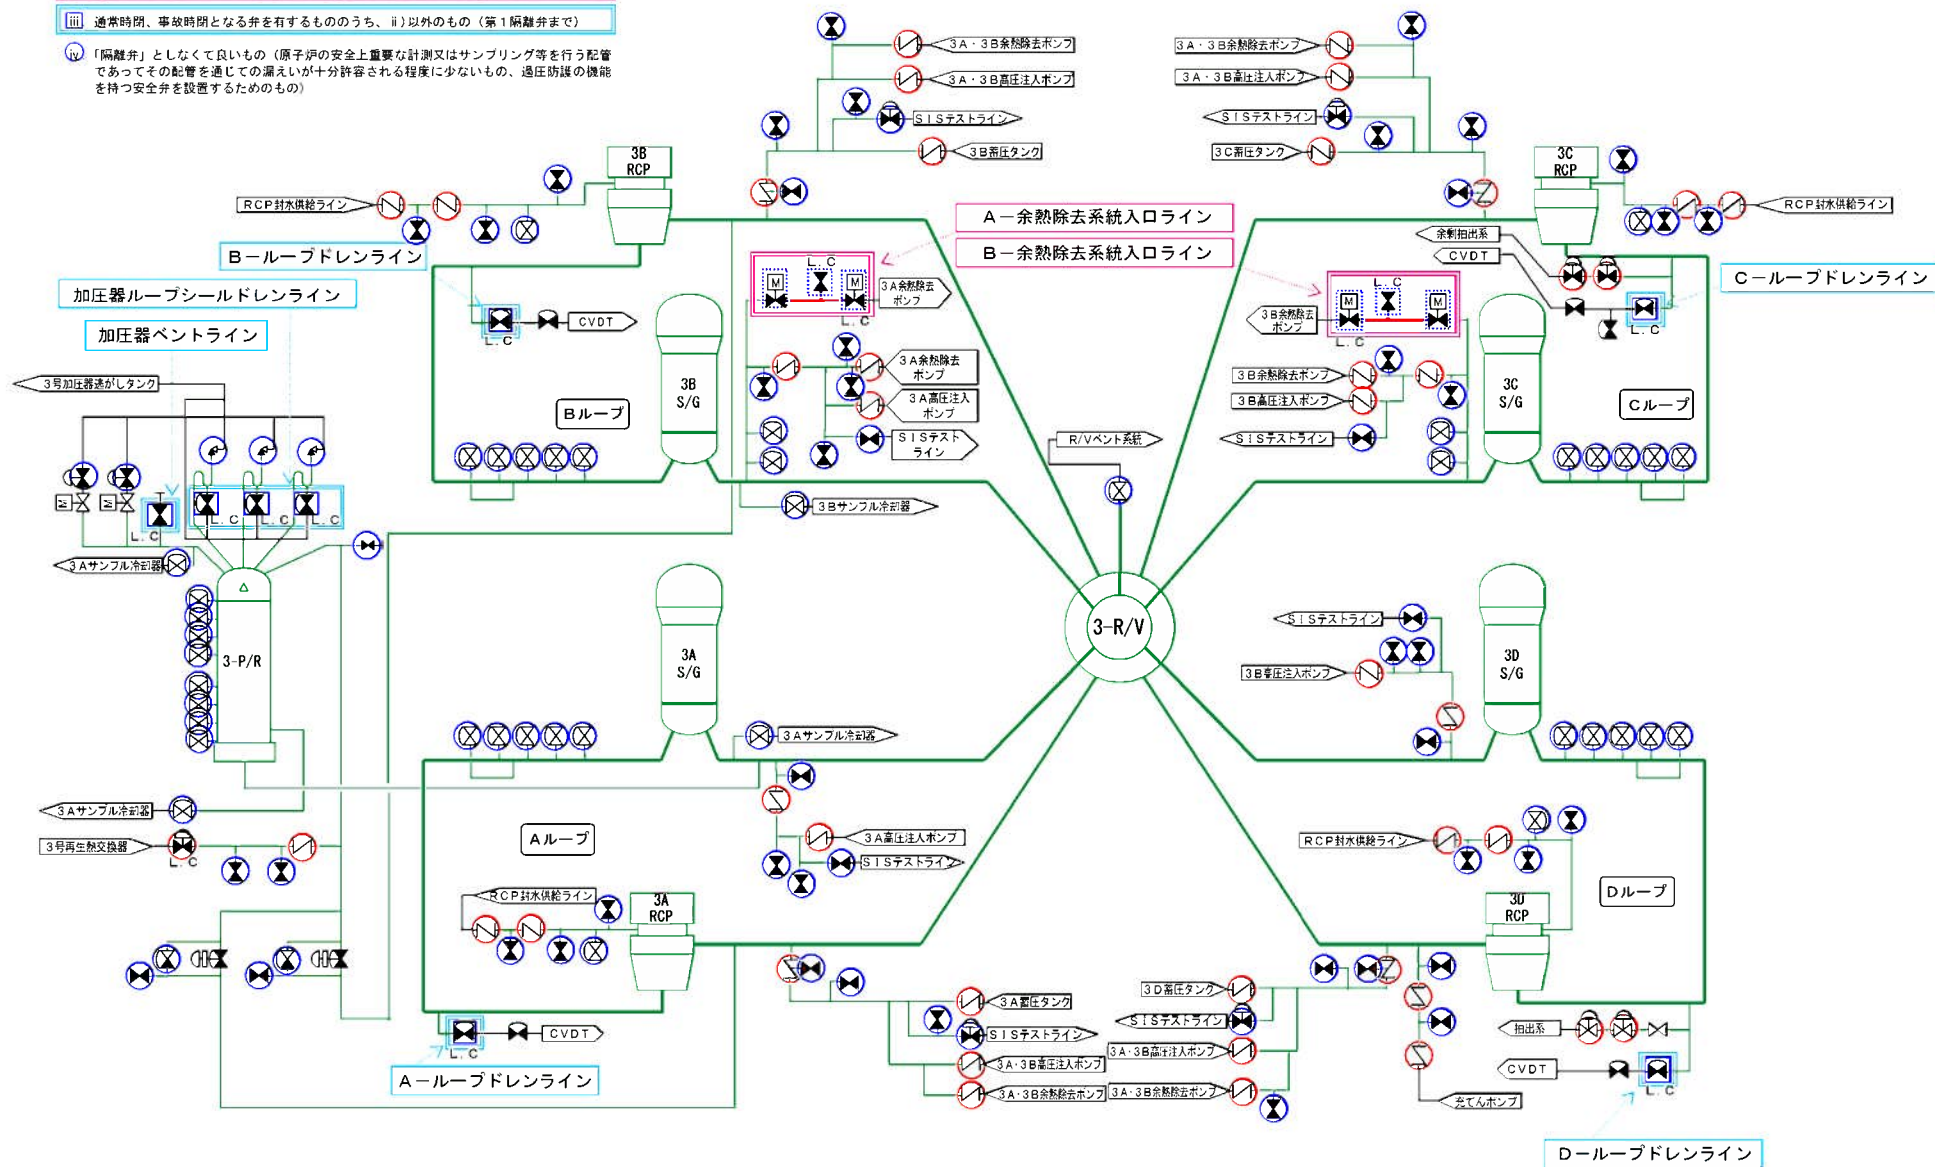 iii 通常時閉、事故時閉となる弁を有するもののうち、ii)以外のもの（第1隔離弁まで）
iv 「隔離弁」としなくて良いもの（原子炉の安全上重要な計測又はサンプリング等を行う配管
であってその配管を通じての漏えいが十分許容される程度に少ないもの、過圧防護の機能
を持つ安全弁を設置するためのもの）
3A・3B余熱除去ポンプ
3A・3B高圧注入ポンプ
SISテストライン
3B蓄圧タンク
3A・3B余熱除去ポンプ
3A・3B高圧注入ポンプ
SISテストライン
3C蓄圧タンク
3B
RCP
3C
RCP
RCP封水供給ライン
RCP封水供給ライン
A－余熱除去系統入口ライン
B－余熱除去系統入口ライン
B－ループドレンライン
加圧器ループシールドレンライン
加圧器ベントライン
C－ループドレンライン
余剰抽出系
CVDT
L.C
L.C
M
M
3A余熱除去
ポンプ
L.C
L.C
M
M
3B余熱除去
ポンプ
L.C
L.C
CVDT
L.C
3号加圧器逃がしタンク
3B
S/G
Bループ
3A余熱除去
ポンプ
3A高圧注入
ポンプ
SISテスト
ライン
3B余熱除去ポンプ
3B高圧注入ポンプ
SISテストライン
3C
S/G
Cループ
R/Vベント系統
M
M
L.C
L.C
L.C
L.C
3Bサンプル冷却器
3Aサンプル冷却器
3-P/R
3A
S/G
3-R/V
SISテストライン
3B高圧注入ポンプ
3D
S/G
3Aサンプル冷却器
3Aサンプル冷却器
3号再生熱交換器
L.C
Aループ
3A高圧注入ポンプ
SISテストライン
RCP封水供給ライン
RCP封水供給ライン
3A
RCP
3D
RCP
Dループ
3A蓄圧タンク
SISテストライン
3A・3B高圧注入ポンプ
3A・3B余熱除去ポンプ
3D蓄圧タンク
SISテストライン
3A・3B高圧注入ポンプ
3A・3B余熱除去ポンプ
CVDT
L.C
A－ループドレンライン
抽出系
CVDT
L.C
充てんポンプ
D－ループドレンライン